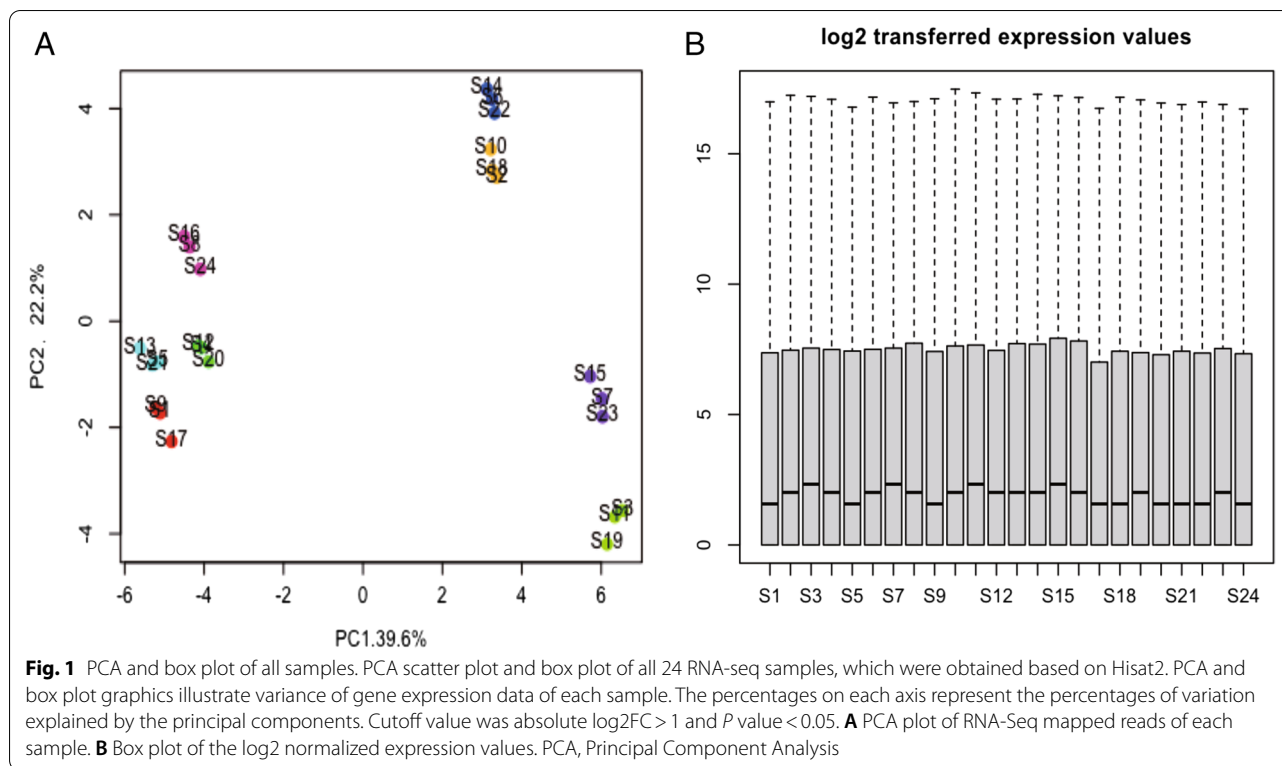 A
B
log2 transferred expression values
S14
S22
S10
S18
S2
S16
S8
S24
S13
S5
S21
S12
S20
S9
S17
S15
S7
S23
S3
S11
S19
4
2
0
-2
-4
PC2. 22.2%
-6
-4
-2
0
2
4
6
PC1.39.6%
15
10
5
0
S1
S3
S5
S7
S9
S12
S15
S18
S21
S24
Fig. 1 PCA and box plot of all samples. PCA scatter plot and box plot of all 24 RNA-seq samples, which were obtained based on Hisat2. PCA and
box plot graphics illustrate variance of gene expression data of each sample. The percentages on each axis represent the percentages of variation
explained by the principal components. Cutoff value was absolute log2FC > 1 and P value < 0.05. A PCA plot of RNA-Seq mapped reads of each
sample. B Box plot of the log2 normalized expression values. PCA, Principal Component Analysis